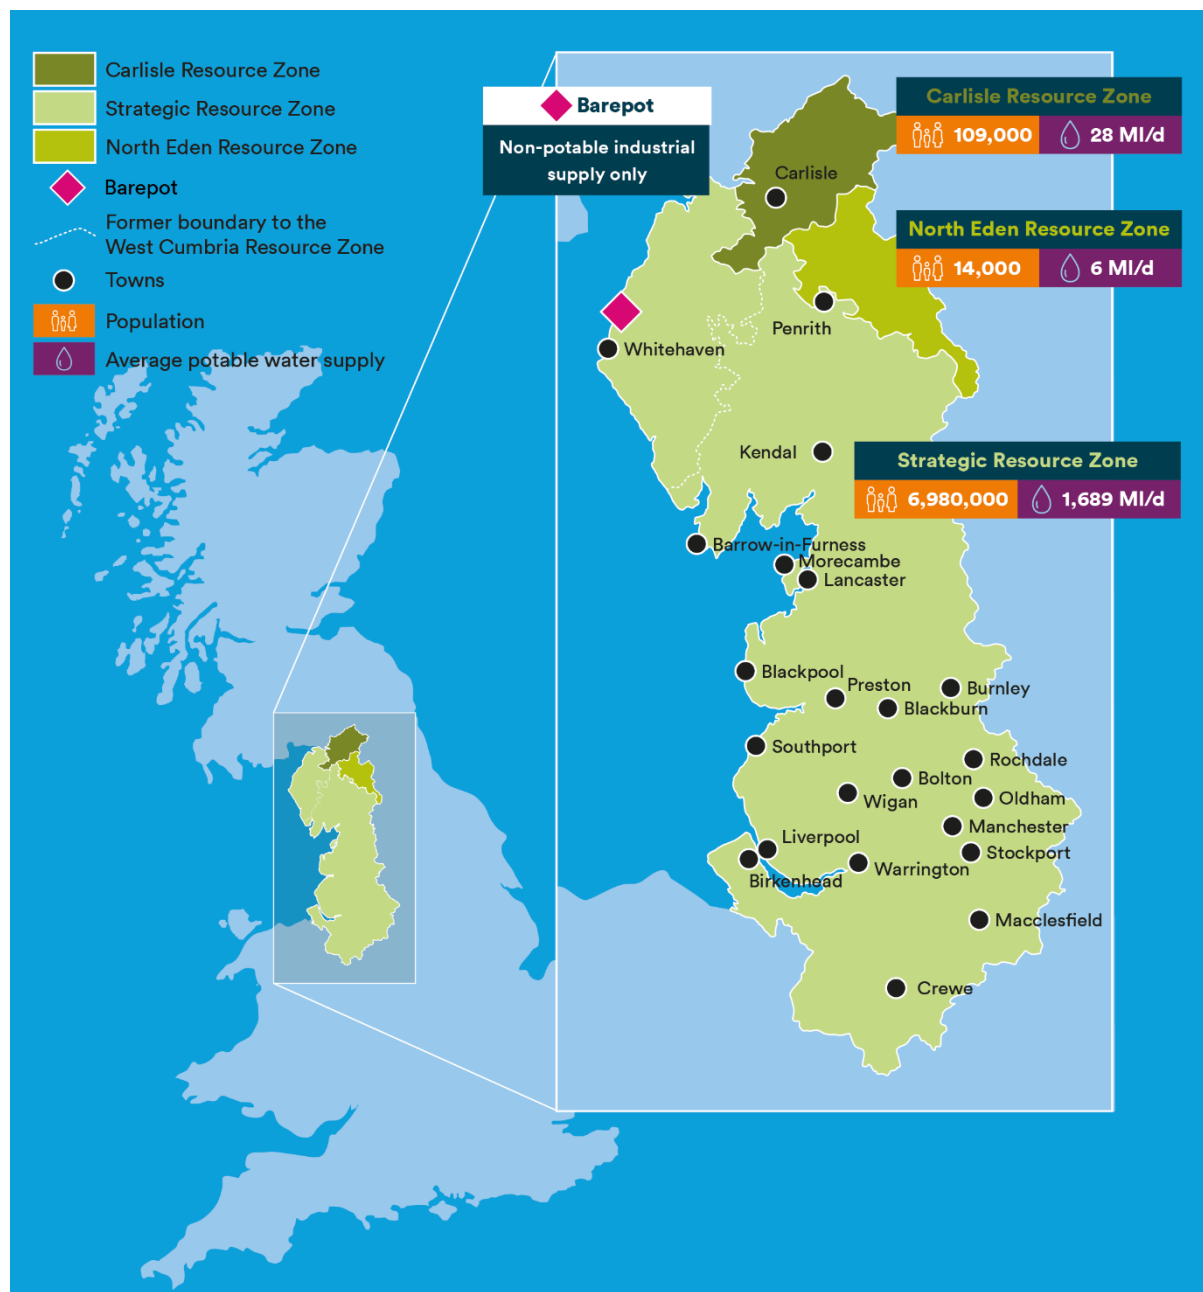 Carlisle Resource Zone
Strategic Resource Zone
North Eden Resource Zone
Barepot
Former boundary to the
West Cumbria Resource Zone
Towns
Population
Average potable water supply
Barepot
Non-potable industrial
supply only
Carlisle Resource Zone
109,000
28 Ml/d
North Eden Resource Zone
14,000
6 Ml/d
Strategic Resource Zone
6,980,000
1,689 Ml/d
Carlisle
Penrith
Whitehaven
Kendal
Barrow-in-Furness
Morecambe
Lancaster
Blackpool
Preston
Burnley
Blackburn
Southport
Rochdale
Bolton
Wigan
Oldham
Manchester
Liverpool
Stockport
Warrington
Birkenhead
Macclesfield
Crewe